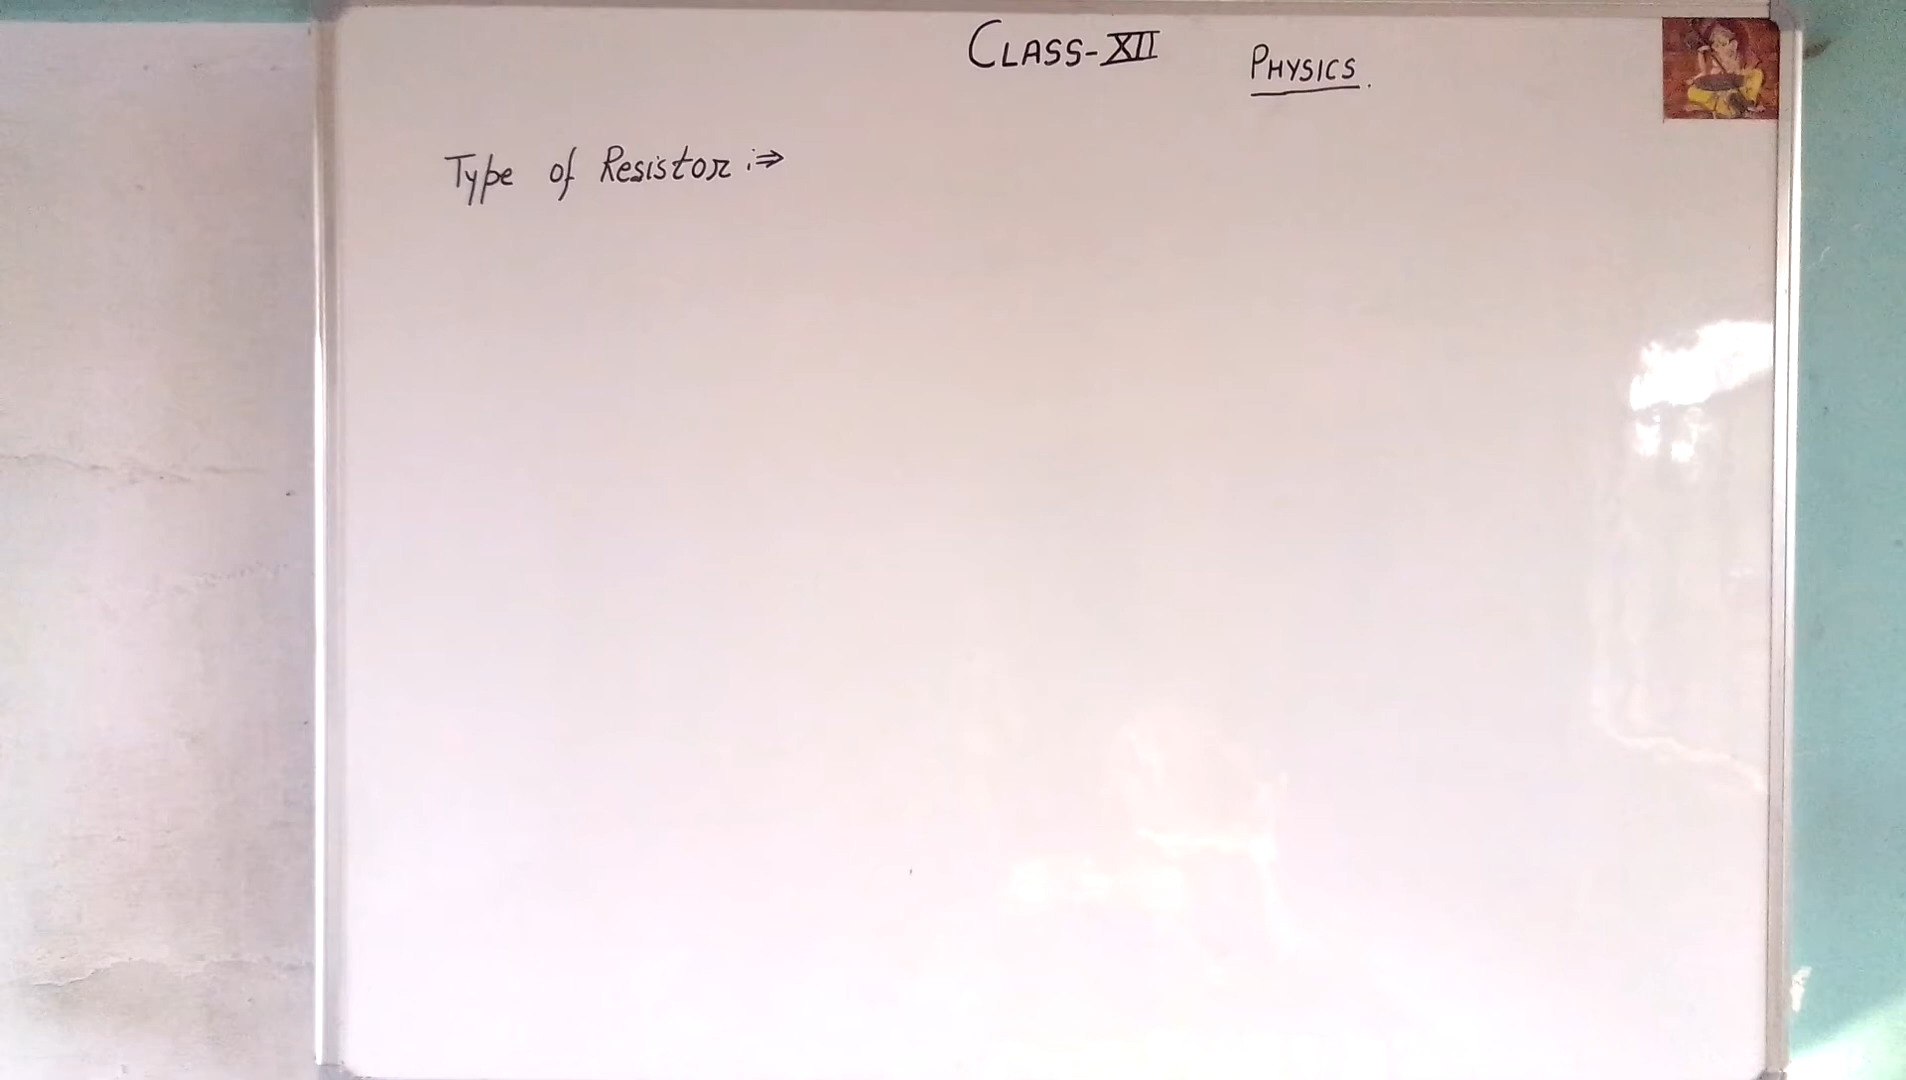 CLASS-XII
PHYSICS.
Type of Resistor :⇒